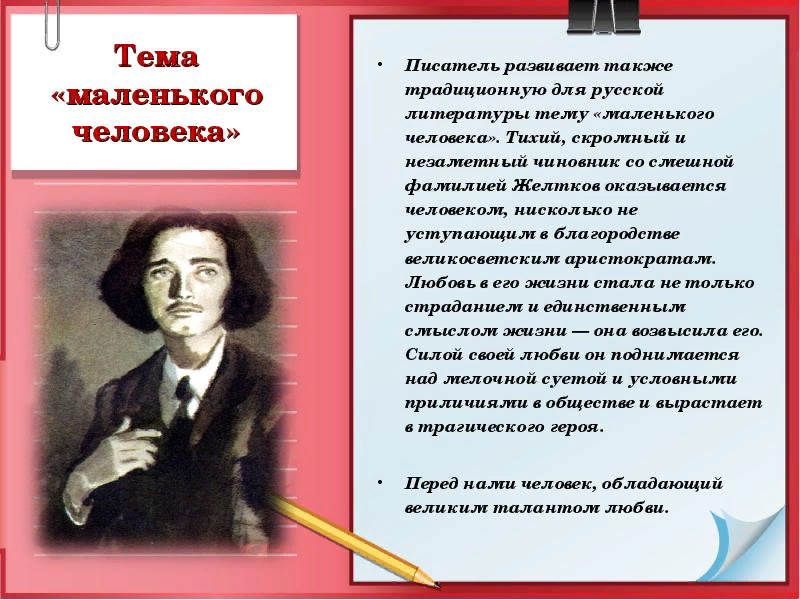 Тема
«маленького
человека»
• Писатель развивает также
традиционную для русской
литературы тему «маленького
человека». Тихий, скромный и
незаметный чиновник со смешной
фамилией Желтков оказывается
человеком, нисколько не
уступающим в благородстве
великосветским аристократам.
Любовь в его жизни стала не только
страданием и единственным
смыслом жизни — она возвысила его.
Силой своей любви он поднимается
над мелочной суетой и условными
приличиями в обществе и вырастает
в трагического героя.
• Перед нами человек, обладающий
великим талантом любви.